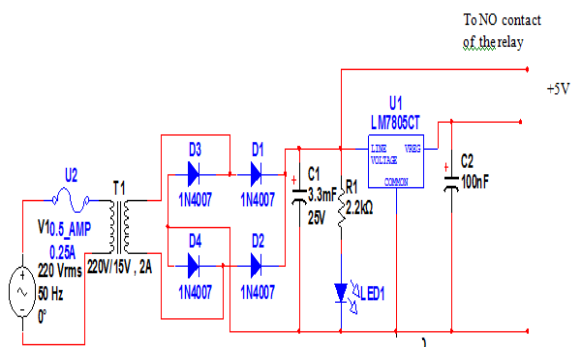 To NO contact
of the relay
+5V
U1
LM7805CT
LINE VREG
VOLTAGE
COMMON
D3
D1
1N4007
1N4007
U2
T1
C1
3.3mF
25V
R1
2.2kΩ
C2
100nF
V1
0.5_AMP
0.25A
D4
D2
1N4007
1N4007
220V/15V , 2A
220 Vrms
50 Hz
0°
LED1